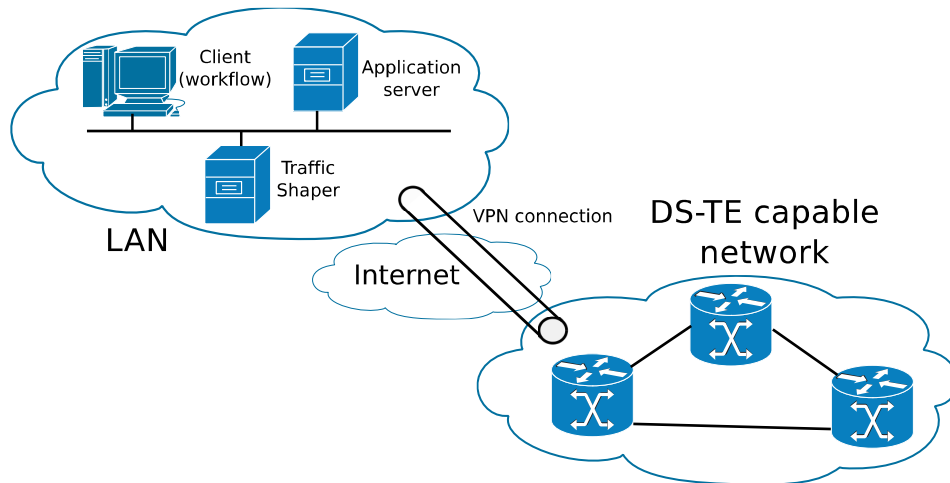 Client
(workflow)
Application
server
Traffic
Shaper
LAN
VPN connection
Internet
DS-TE capable
network